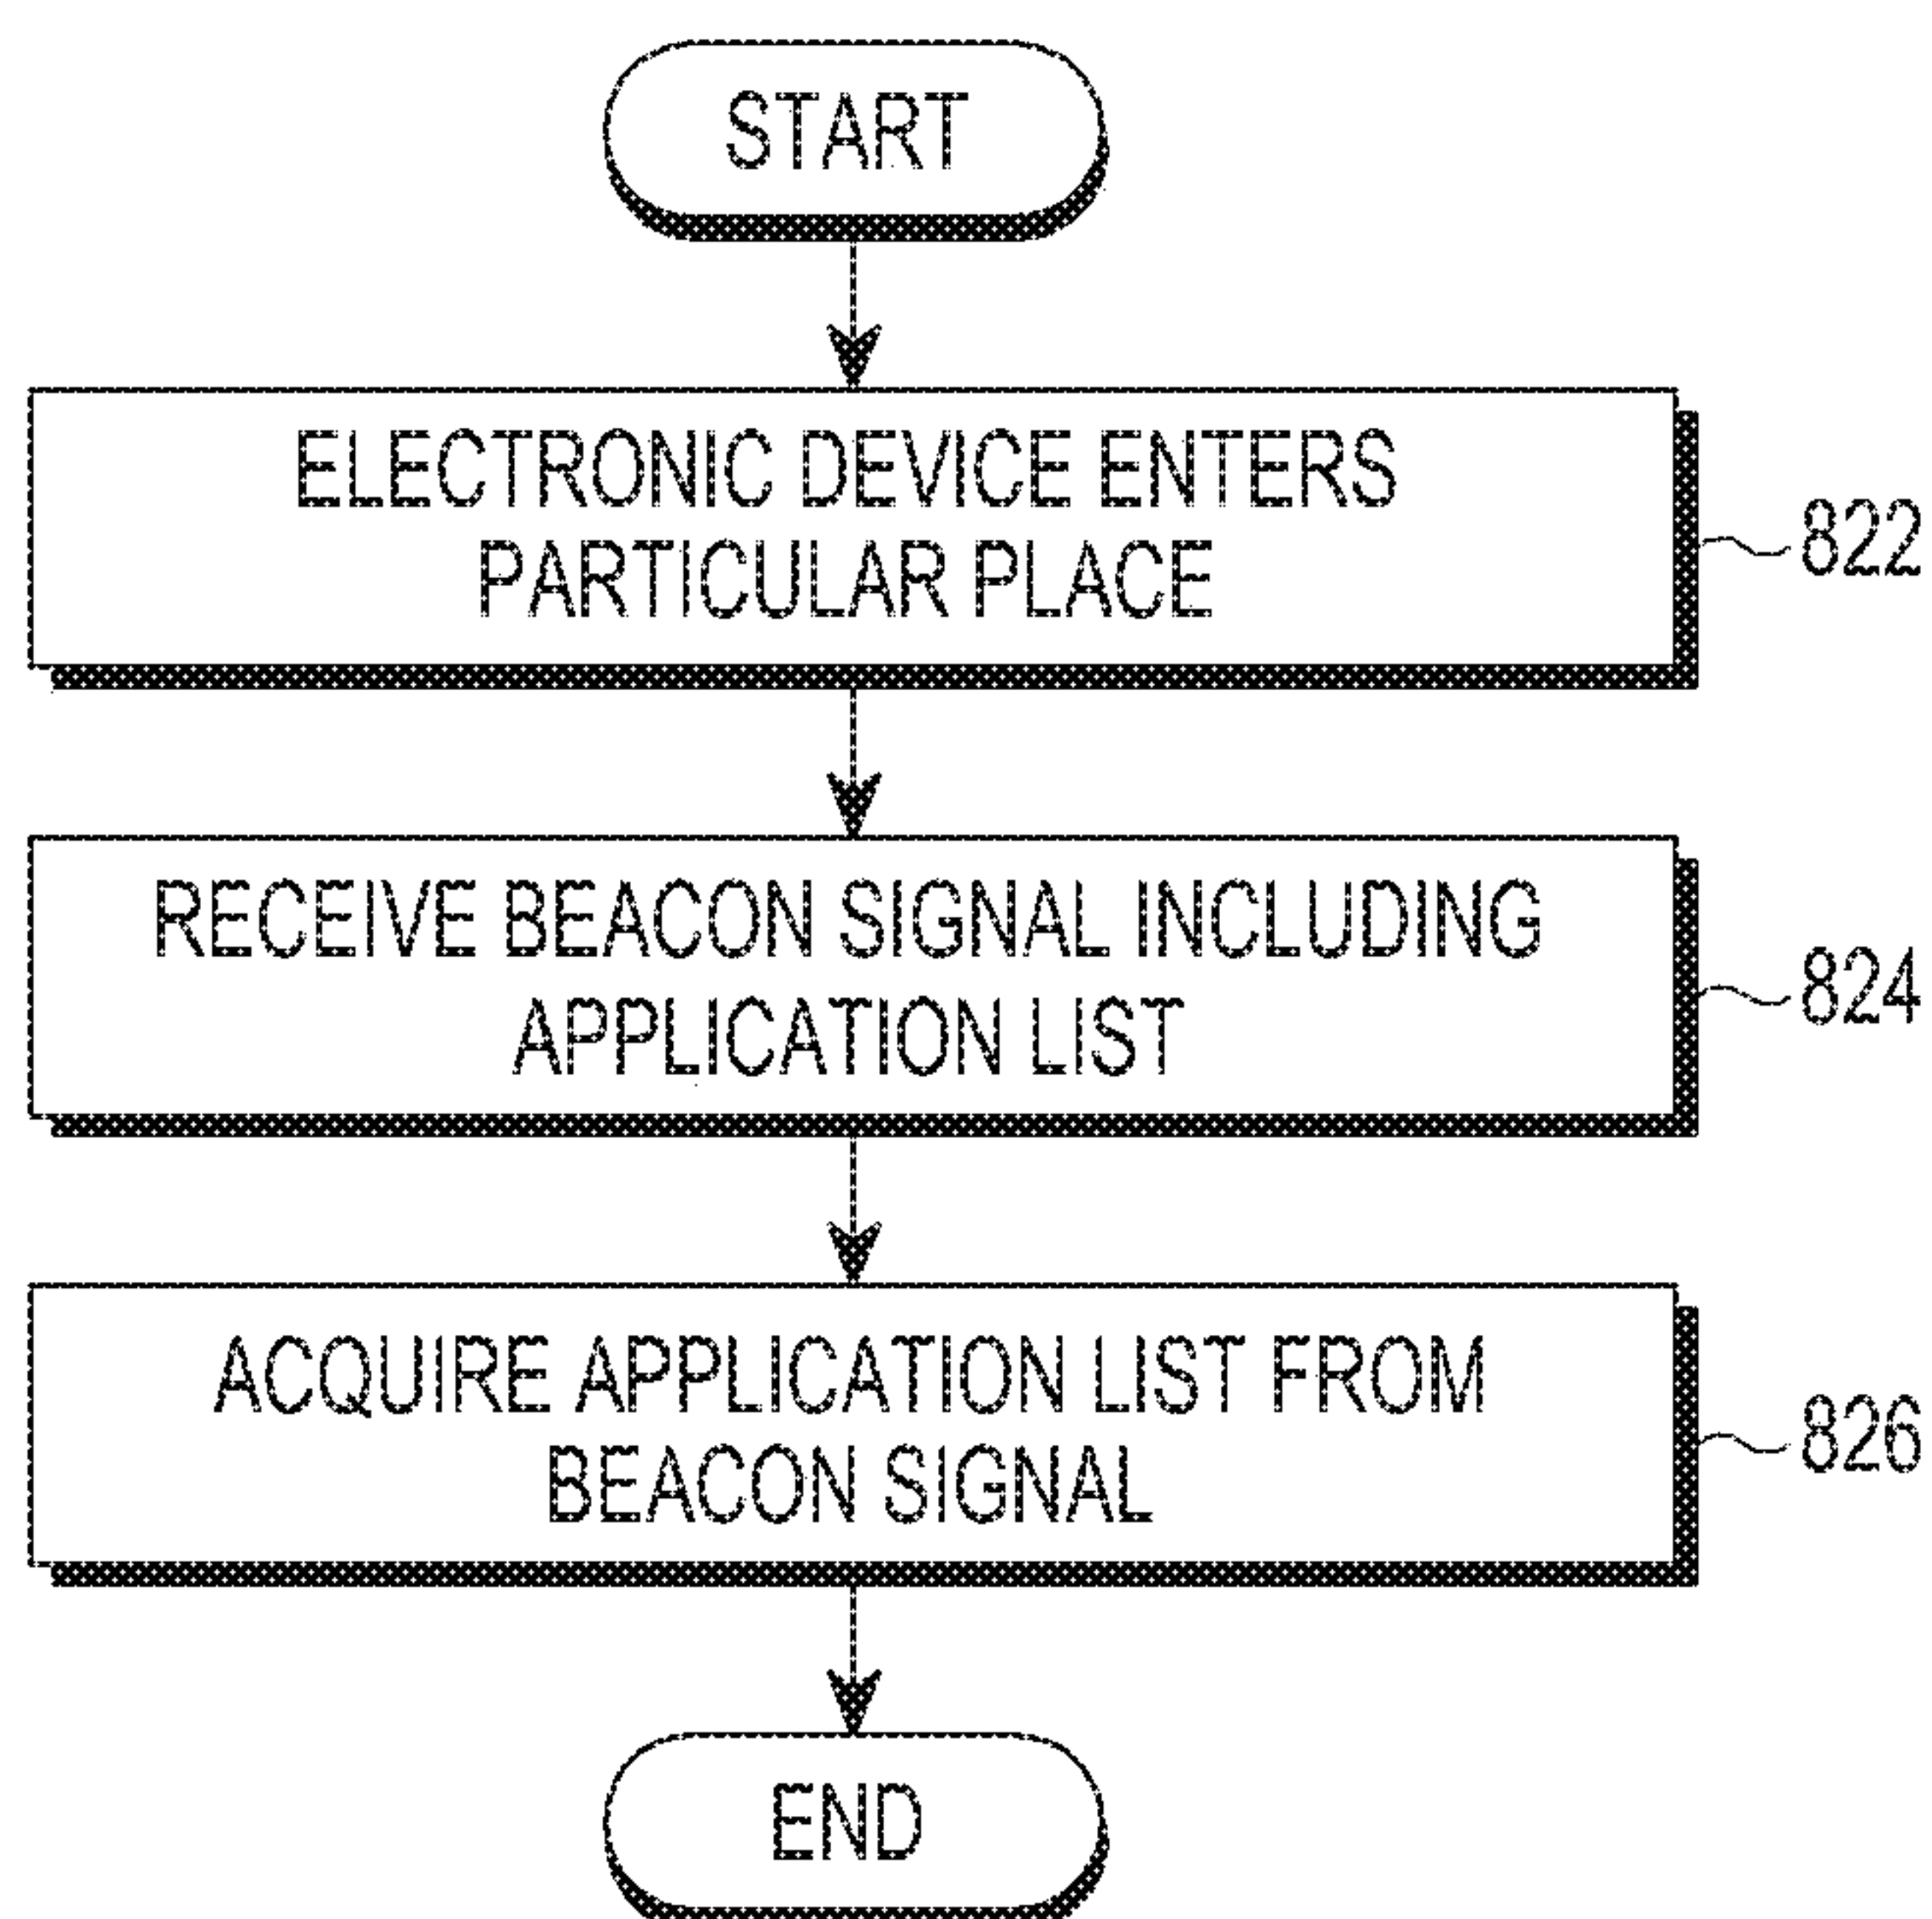 START
ELECTRONIC DEVICE ENTERS
PARTICULAR PLACE
822
RECEIVE BEACON SIGNAL INCLUDING
APPLICATION LIST
824
ACQUIRE APPLICATION LIST FROM
BEACON SIGNAL
826
END